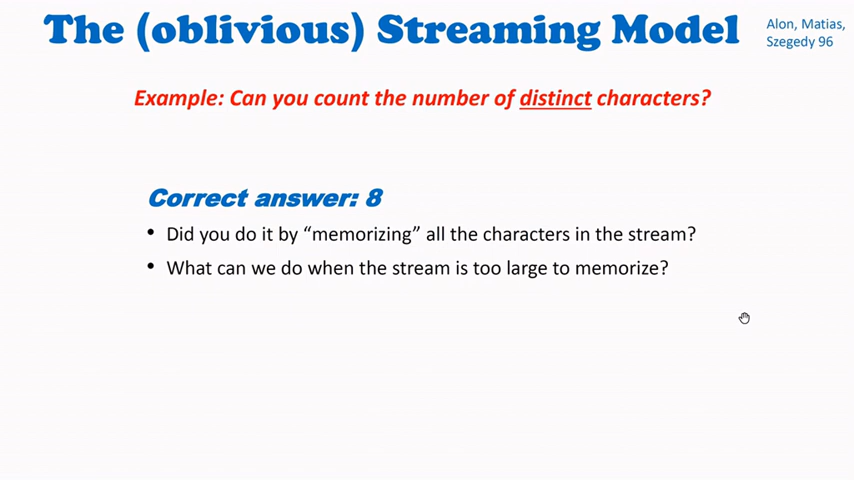 The (oblivious) Streaming Model
Alon, Matias,
Szegedy 96
Example: Can you count the number of distinct characters?
Correct answer: 8
• Did you do it by “memorizing” all the characters in the stream?
• What can we do when the stream is too large to memorize?